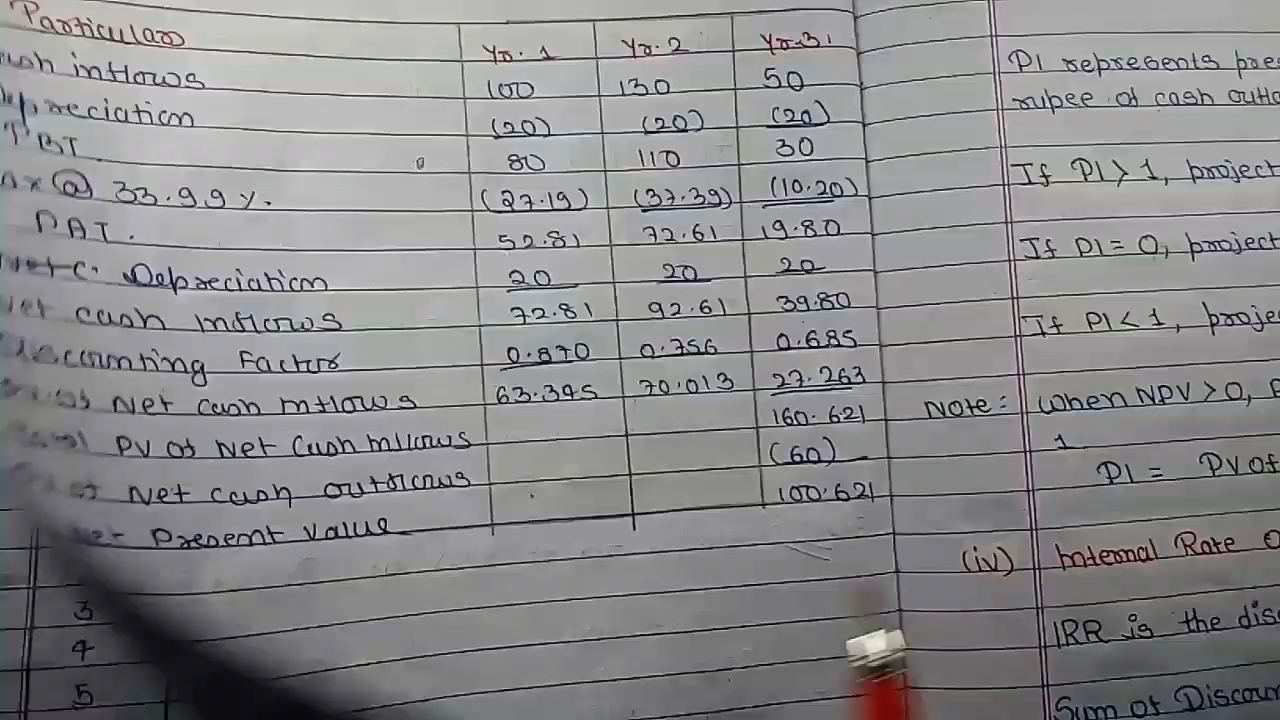 Particulars Yr.1 Yr.2 Yr.3
inflows 100 130 50
Depreciation (20) (20) (20)
PBT 80 110 30
@ 33.99%. (27.19) (37.39) (10.20)
PAT. 52.81 72.61 19.80
Depreciation 20 20 20
cash inflows 72.81 92.61 39.80
Factor 0.870 0.756 0.685
Net cash inflows 63.345 70.013 27.263
PV of Net Cash inflows 160.621
Net cash outflows (60)
Present value 100.621
3
4
5
PI represents
rupee of cash
If PI > 1, project
If PI = 0, project
If PI < 1,
Note: When NPV > 0,
1
PI = PV of
(iv) Internal Rate
IRR is the
Sum of